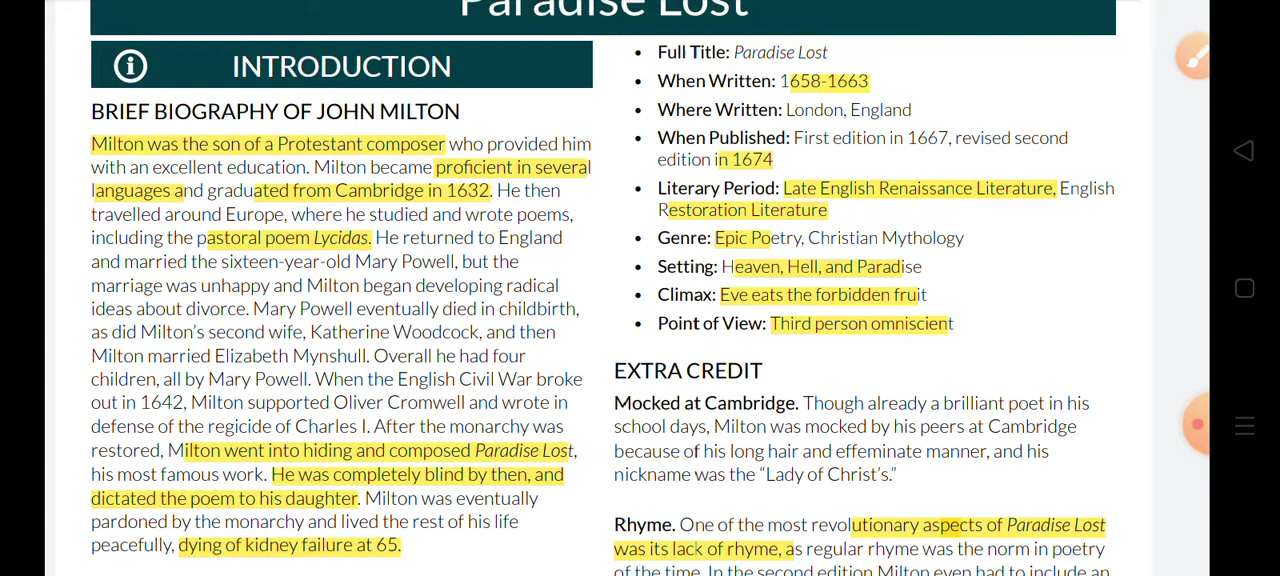 Paradise Lost
INTRODUCTION
BRIEF BIOGRAPHY OF JOHN MILTON
Milton was the son of a Protestant composer who provided him
with an excellent education. Milton became proficient in several
languages and graduated from Cambridge in 1632. He then
travelled around Europe, where he studied and wrote poems,
including the pastoral poem Lycidas. He returned to England
and married the sixteen-year-old Mary Powell, but the
marriage was unhappy and Milton began developing radical
ideas about divorce. Mary Powell eventually died in childbirth,
as did Milton's second wife, Katherine Woodcock, and then
Milton married Elizabeth Mynshull. Overall he had four
children, all by Mary Powell. When the English Civil War broke
out in 1642, Milton supported Oliver Cromwell and wrote in
defense of the regicide of Charles I. After the monarchy was
restored, Milton went into hiding and composed Paradise Lost,
his most famous work. He was completely blind by then, and
dictated the poem to his daughter. Milton was eventually
pardoned by the monarchy and lived the rest of his life
peacefully, dying of kidney failure at 65.
• Full Title: Paradise Lost
• When Written: 1658-1663
• Where Written: London, England
• When Published: First edition in 1667, revised second
edition in 1674
• Literary Period: Late English Renaissance Literature, English
Restoration Literature
• Genre: Epic Poetry, Christian Mythology
• Setting: Heaven, Hell, and Paradise
• Climax: Eve eats the forbidden fruit
• Point of View: Third person omniscient
EXTRA CREDIT
Mocked at Cambridge. Though already a brilliant poet in his
school days, Milton was mocked by his peers at Cambridge
because of his long hair and effeminate manner, and his
nickname was the “Lady of Christ's.”
Rhyme. One of the most revolutionary aspects of Paradise Lost
was its lack of rhyme, as regular rhyme was the norm in poetry
of the time. In the second edition Milton even had to include an